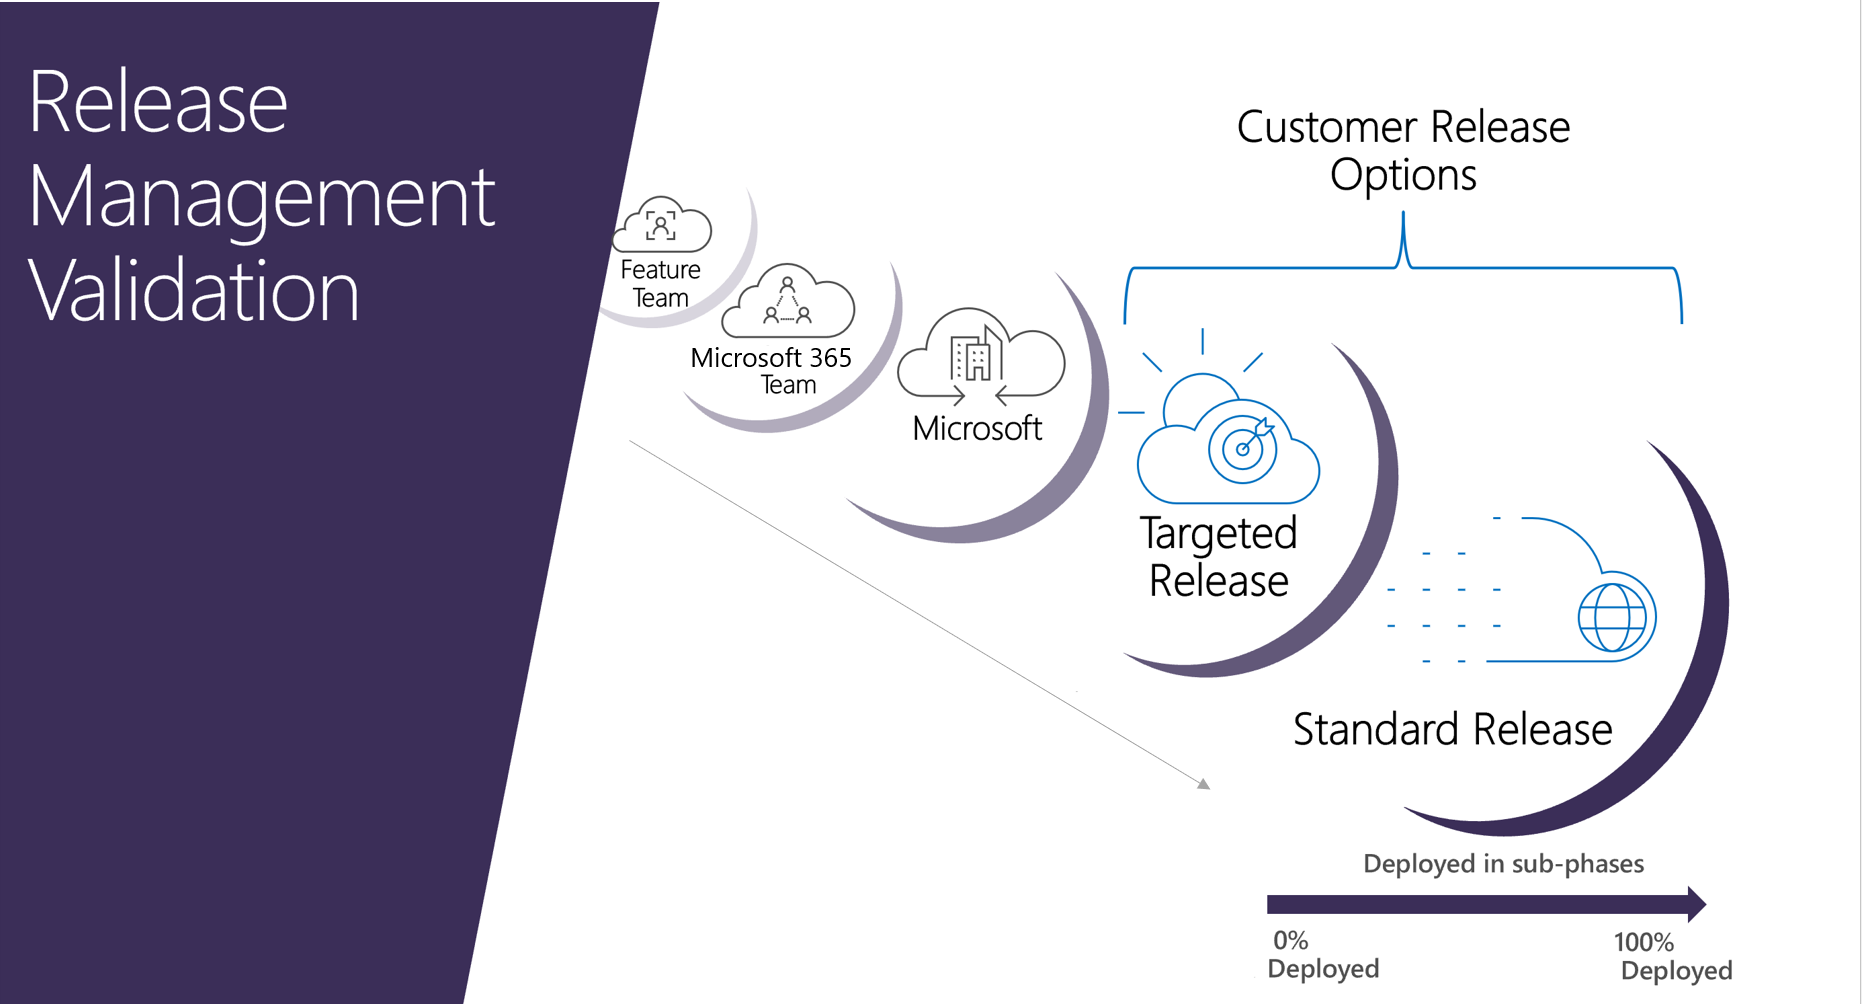 Release
Management
Validation
Customer Release
Options
Feature
Team
Microsoft 365
Team
Microsoft
Targeted
Release
Standard Release
Deployed in sub-phases
0%
Deployed
100%
Deployed